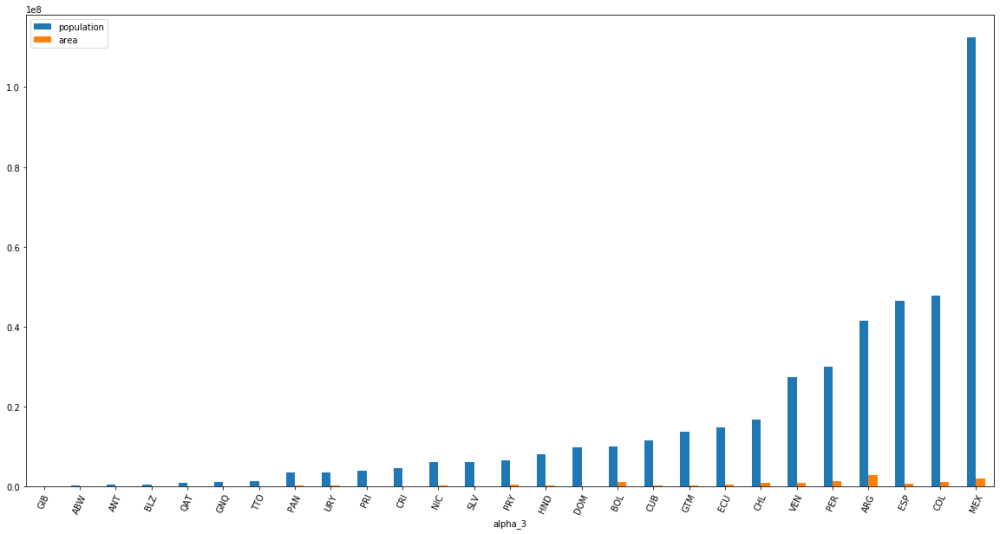 1e8
population
area
1.0
0.8
0.6
0.4
0.2
0.0
GIB ABW ANT BLZ QAT GNQ TTO PAN URY PRI CRI NIC SLV PRY HND DOM BOL CUB GTM ECU CHL VEN PER ARG ESP COL MEX
alpha_3